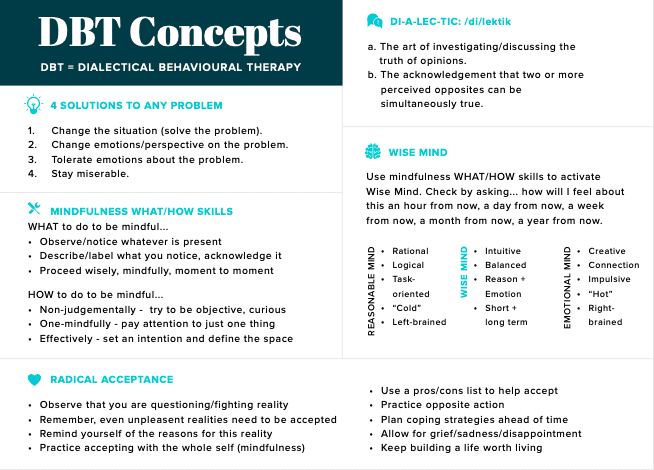 DBT Concepts
DBT = DIALECTICAL BEHAVIOURAL THERAPY
4 SOLUTIONS TO ANY PROBLEM
1. Change the situation (solve the problem).
2. Change emotions/perspective on the problem.
3. Tolerate emotions about the problem.
4. Stay miserable.
MINDFULNESS WHAT/HOW SKILLS
WHAT to do to be mindful...
• Observe/notice whatever is present
• Describe/label what you notice, acknowledge it
• Proceed wisely, mindfully, moment to moment
HOW to do to be mindful...
• Non-judgementally - try to be objective, curious
• One-mindfully - pay attention to just one thing
• Effectively - set an intention and define the space
DI-A-LEC-TIC: /di/lektik
a. The art of investigating/discussing the
truth of opinions.
b. The acknowledgement that two or more
perceived opposites can be
simultaneously true.
WISE MIND
Use mindfulness WHAT/HOW skills to activate
Wise Mind. Check by asking... how will I feel about
this an hour from now, a day from now, a week
from now, a month from now, a year from now.
REASONABLE MIND
• Rational
• Logical
• Task-
oriented
• “Cold”
• Left-brained
WISE MIND
• Intuitive
• Balanced
• Reason +
Emotion
• Short +
long term
EMOTIONAL MIND
• Creative
• Connection
• Impulsive
• “Hot”
• Right-
brained
RADICAL ACCEPTANCE
• Observe that you are questioning/fighting reality
• Remember, even unpleasent realities need to be accepted
• Remind yourself of the reasons for this reality
• Practice accepting with the whole self (mindfulness)
• Use a pros/cons list to help accept
• Practice opposite action
• Plan coping strategies ahead of time
• Allow for grief/sadness/disappointment
• Keep building a life worth living